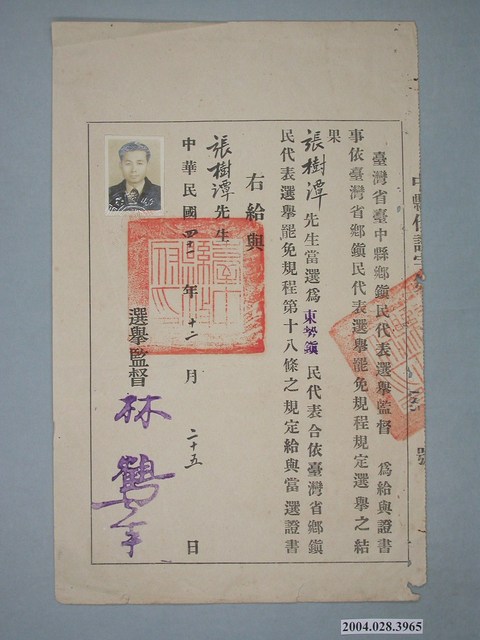 臺灣省臺中縣鄉鎮民代表選舉監督 為給與證書
事依臺灣省鄉鎮民代表選舉罷免規程規定選舉之結
果
張樹潭先生當選為東勢鎮民代表合依臺灣省鄉鎮
民代表選舉罷免規程第十八條之規定給與當選證書
右給與
張樹潭先生
中華民國四十年十二月二十五日
選舉監督 林鶴年
2004.028.3965